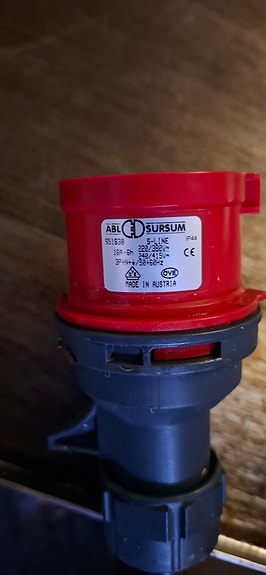 ABL SURSUM
S51S30 S-LINE IP44
16A-6h 220/380V~
240/415V~ CE
3P+N+⏚/50+60Hz
ÖVE
MADE IN AUSTRIA